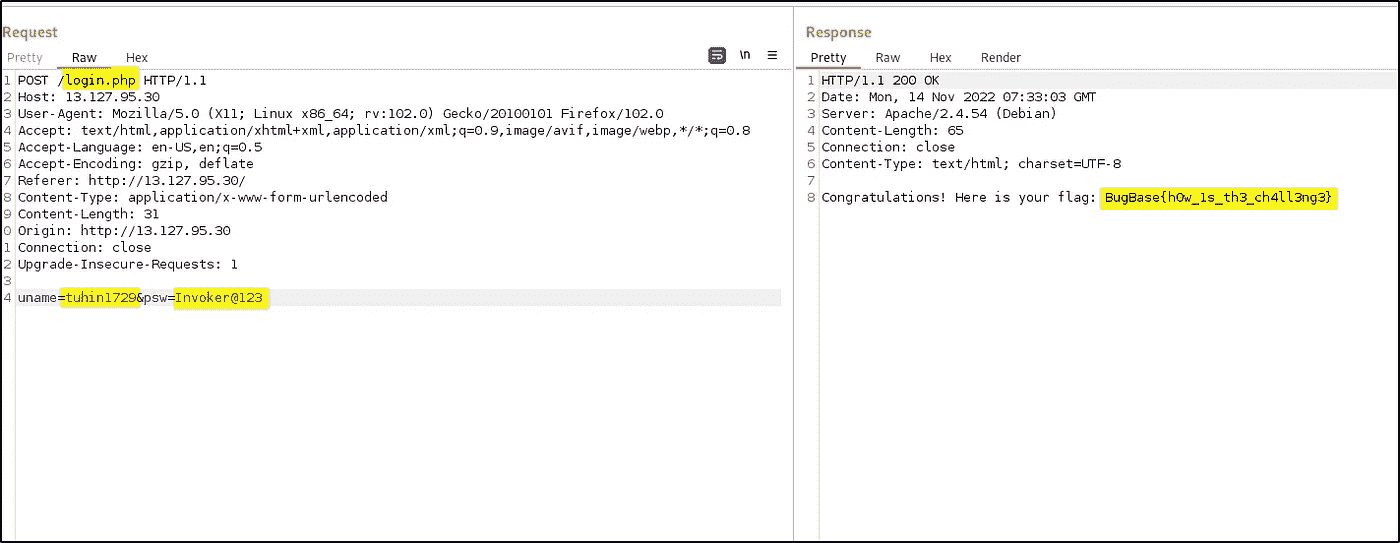 Request
Pretty Raw Hex \n
1 POST /login.php HTTP/1.1
2 Host: 13.127.95.30
3 User-Agent: Mozilla/5.0 (X11; Linux x86_64; rv:102.0) Gecko/20100101 Firefox/102.0
4 Accept: text/html,application/xhtml+xml,application/xml;q=0.9,image/avif,image/webp,*/*;q=0.8
5 Accept-Language: en-US,en;q=0.5
6 Accept-Encoding: gzip, deflate
7 Referer: http://13.127.95.30/
8 Content-Type: application/x-www-form-urlencoded
9 Content-Length: 31
0 Origin: http://13.127.95.30
1 Connection: close
2 Upgrade-Insecure-Requests: 1
3
4 uname=tuhin1729&psw=Invoker@123
Response
Pretty Raw Hex Render
1 HTTP/1.1 200 OK
2 Date: Mon, 14 Nov 2022 07:33:03 GMT
3 Server: Apache/2.4.54 (Debian)
4 Content-Length: 65
5 Connection: close
6 Content-Type: text/html; charset=UTF-8
7
8 Congratulations! Here is your flag: BugBase{h0w_1s_th3_ch4ll3ng3}